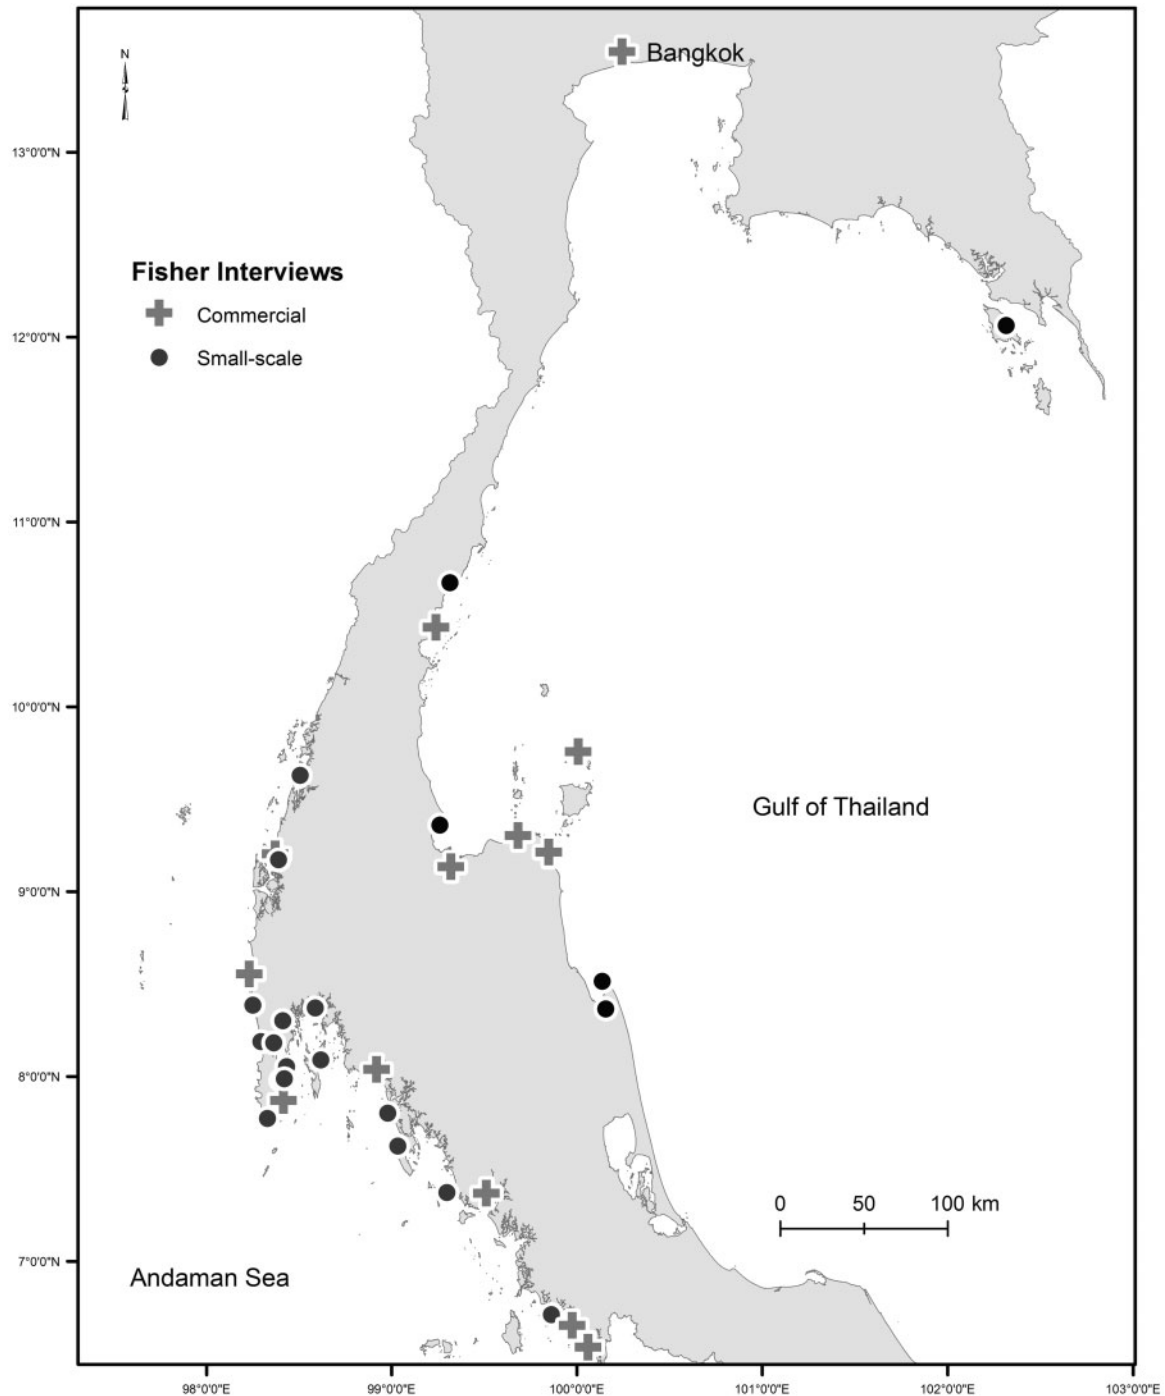 N
S
Bangkok
13°0'0"N
Fisher Interviews
Commercial
Small-scale
12°0'0"N
11°0'0"N
10°0'0"N
Gulf of Thailand
9°0'0"N
8°0'0"N
0 50 100 km
7°0'0"N
Andaman Sea
98°0'0"E 99°0'0"E 100°0'0"E 101°0'0"E 102°0'0"E 103°0'0"E